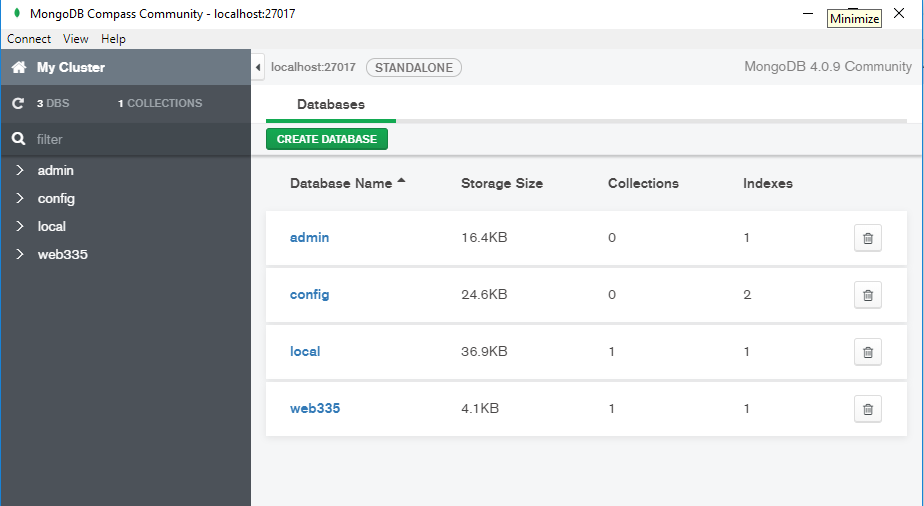 MongoDB Compass Community - localhost:27017
Minimize
Connect View Help
My Cluster
localhost:27017 STANDALONE MongoDB 4.0.9 Community
3 DBS 1 COLLECTIONS
Databases
filter
CREATE DATABASE
admin
config
local
web335
Database Name Storage Size Collections Indexes
admin 16.4KB 0 1
config 24.6KB 0 2
local 36.9KB 1 1
web335 4.1KB 1 1